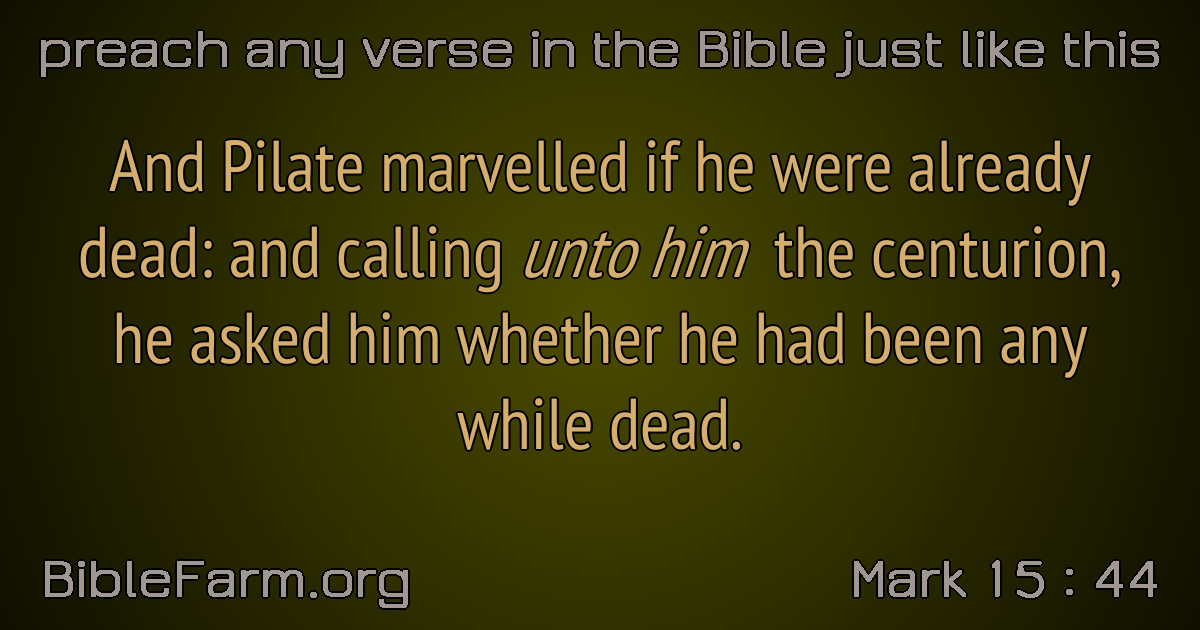 preach any verse in the Bible just like this
And Pilate marvelled if he were already
dead: and calling unto him the centurion,
he asked him whether he had been any
while dead.
BibleFarm.org
Mark 15 : 44